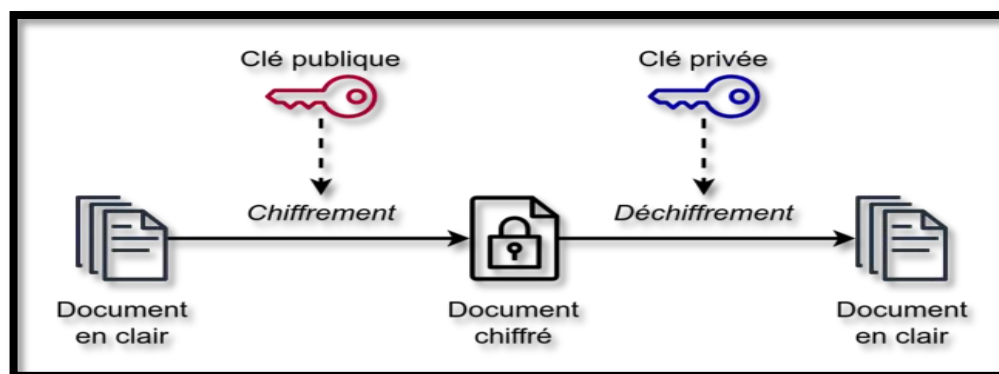 Clé publique
Clé privée
Chiffrement
Déchiffrement
Document
en clair
Document
chiffré
Document
en clair